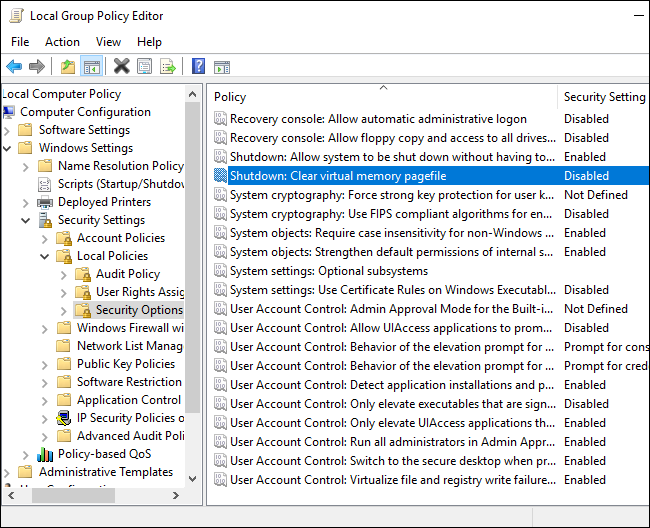 Local Group Policy Editor
File Action View Help
Local Computer Policy
Computer Configuration
Software Settings
Windows Settings
Name Resolution Policy
Scripts (Startup/Shutdow
Deployed Printers
Security Settings
Account Policies
Local Policies
Audit Policy
User Rights Assig
Security Options
Windows Firewall wi
Network List Manag
Public Key Policies
Software Restriction
Application Control
IP Security Policies o
Advanced Audit Poli
Policy-based QoS
Administrative Templates
Policy Security Setting
Recovery console: Allow automatic administrative logon Disabled
Recovery console: Allow floppy copy and access to all drives... Disabled
Shutdown: Allow system to be shut down without having to... Enabled
Shutdown: Clear virtual memory pagefile Disabled
System cryptography: Force strong key protection for user k... Not Defined
System cryptography: Use FIPS compliant algorithms for en... Disabled
System objects: Require case insensitivity for non-Windows ... Enabled
System objects: Strengthen default permissions of internal s... Enabled
System settings: Optional subsystems
System settings: Use Certificate Rules on Windows Executabl... Disabled
User Account Control: Admin Approval Mode for the Built-i... Not Defined
User Account Control: Allow UIAccess applications to prom... Disabled
User Account Control: Behavior of the elevation prompt for ... Prompt for cons
User Account Control: Behavior of the elevation prompt for ... Prompt for cred
User Account Control: Detect application installations and p... Enabled
User Account Control: Only elevate executables that are sign... Disabled
User Account Control: Only elevate UIAccess applications th... Enabled
User Account Control: Run all administrators in Admin Appr... Enabled
User Account Control: Switch to the secure desktop when pr... Enabled
User Account Control: Virtualize file and registry write failure... Enabled